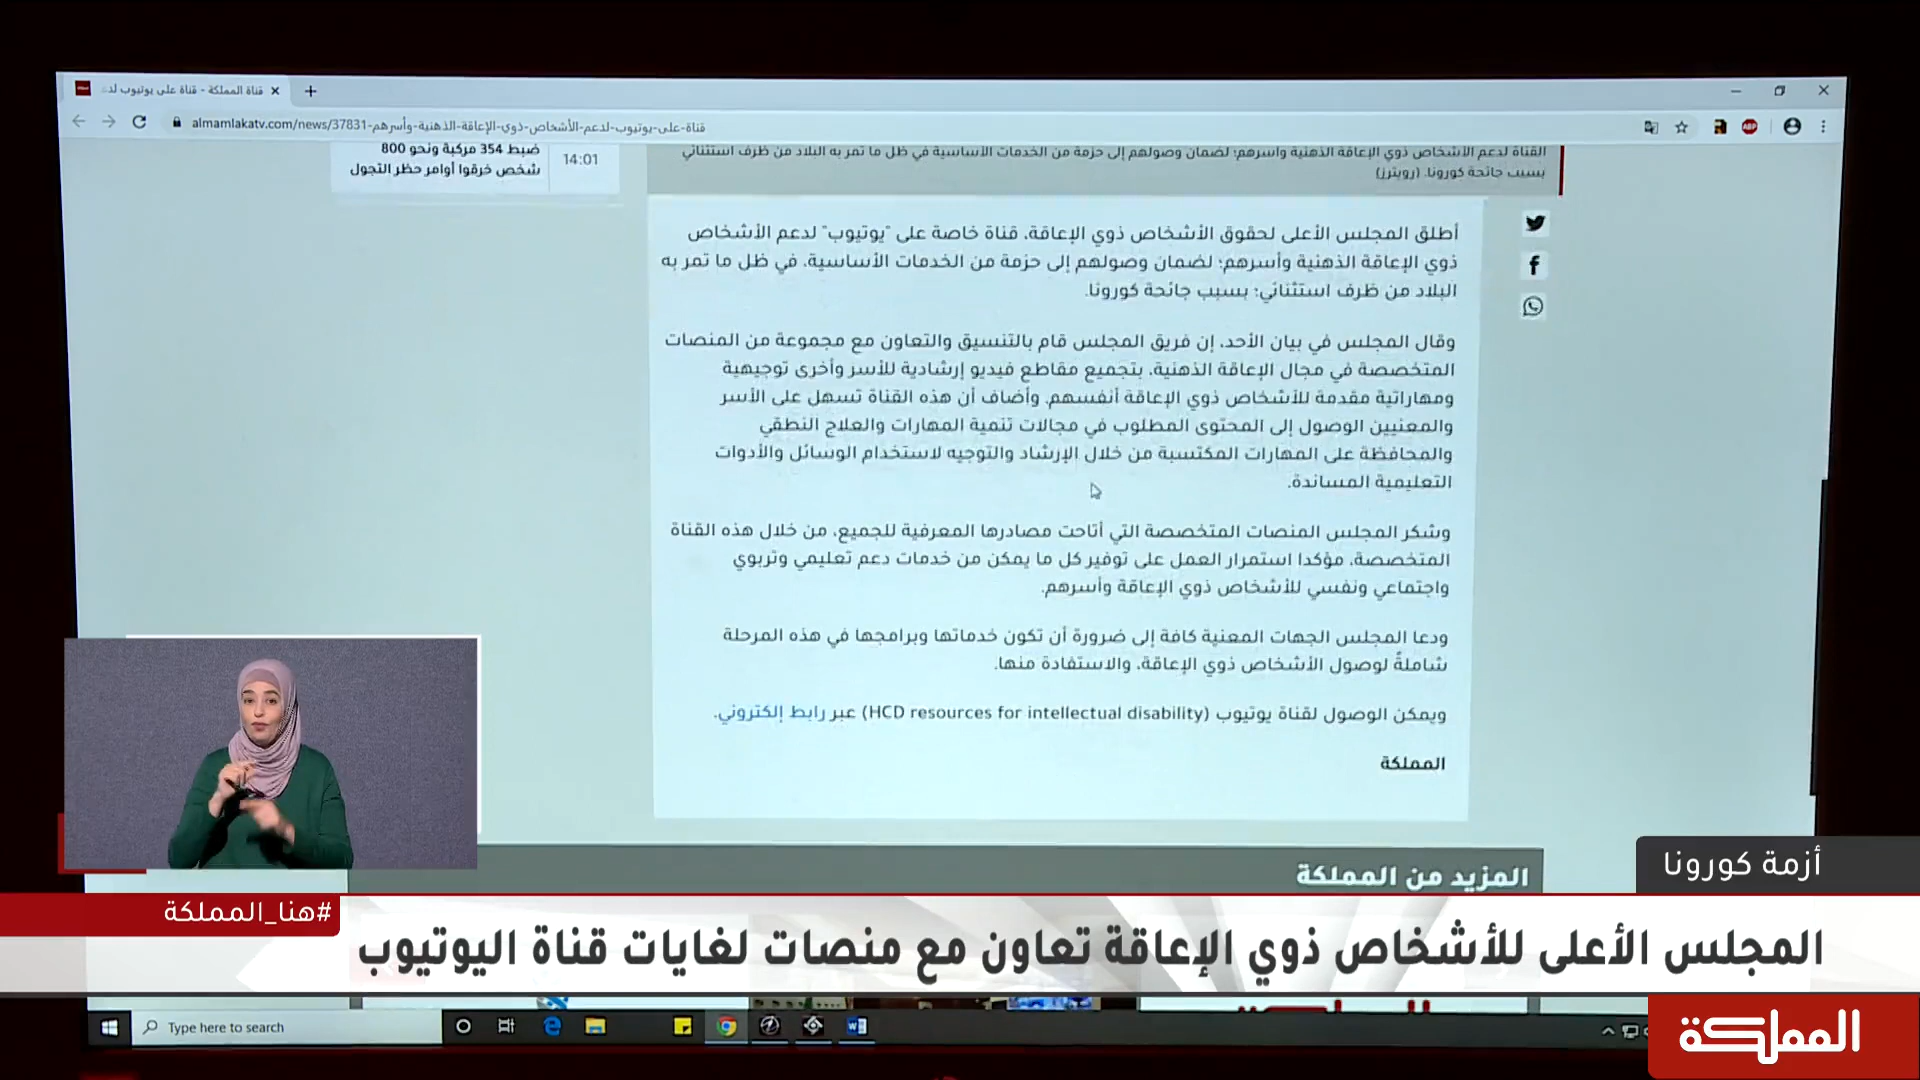 قناة المملكة - قناة على يوتيوب لد
almamlakatv.com/news/37831-قناة-على-يوتيوب-لدعم-الأشخاص-ذوي-الإعاقة-الذهنية-وأسرهم
القناة لدعم الأشخاص ذوي الإعاقة الذهنية وأسرهم؛ لضمان وصولهم إلى حزمة من الخدمات الأساسية في ظل ما تمر به البلاد من ظرف استثنائي
بسبب جائحة كورونا. (رويترز)
14:01
ضبط 354 مركبة ونحو 800
شخص خرقوا أوامر حظر التجول
أطلق المجلس الأعلى لحقوق الأشخاص ذوي الإعاقة، قناة خاصة على "يوتيوب" لدعم الأشخاص
ذوي الإعاقة الذهنية وأسرهم؛ لضمان وصولهم إلى حزمة من الخدمات الأساسية، في ظل ما تمر به
البلاد من ظرف استثنائي؛ بسبب جائحة كورونا.
وقال المجلس في بيان الأحد، إن فريق المجلس قام بالتنسيق والتعاون مع مجموعة من المنصات
المتخصصة في مجال الإعاقة الذهنية، بتجميع مقاطع فيديو إرشادية للأسر وأخرى توجيهية
ومهاراتية مقدمة للأشخاص ذوي الإعاقة أنفسهم. وأضاف أن هذه القناة تسهل على الأسر
والمعنيين الوصول إلى المحتوى المطلوب في مجالات تنمية المهارات والعلاج النطقي
والمحافظة على المهارات المكتسبة من خلال الإرشاد والتوجيه لاستخدام الوسائل والأدوات
التعليمية المساندة.
وشكر المجلس المنصات المتخصصة التي أتاحت مصادرها المعرفية للجميع، من خلال هذه القناة
المتخصصة، مؤكدا استمرار العمل على توفير كل ما يمكن من خدمات دعم تعليمي وتربوي
واجتماعي ونفسي للأشخاص ذوي الإعاقة وأسرهم.
ودعا المجلس الجهات المعنية كافة إلى ضرورة أن تكون خدماتها وبرامجها في هذه المرحلة
شاملةً لوصول الأشخاص ذوي الإعاقة، والاستفادة منها.
ويمكن الوصول لقناة يوتيوب (HCD resources for intellectual disability) عبر رابط إلكتروني.
المملكة
المزيد من المملكة
أزمة كورونا
#هنا_المملكة
المجلس الأعلى للأشخاص ذوي الإعاقة تعاون مع منصات لغايات قناة اليوتيوب
Type here to search
المملكة